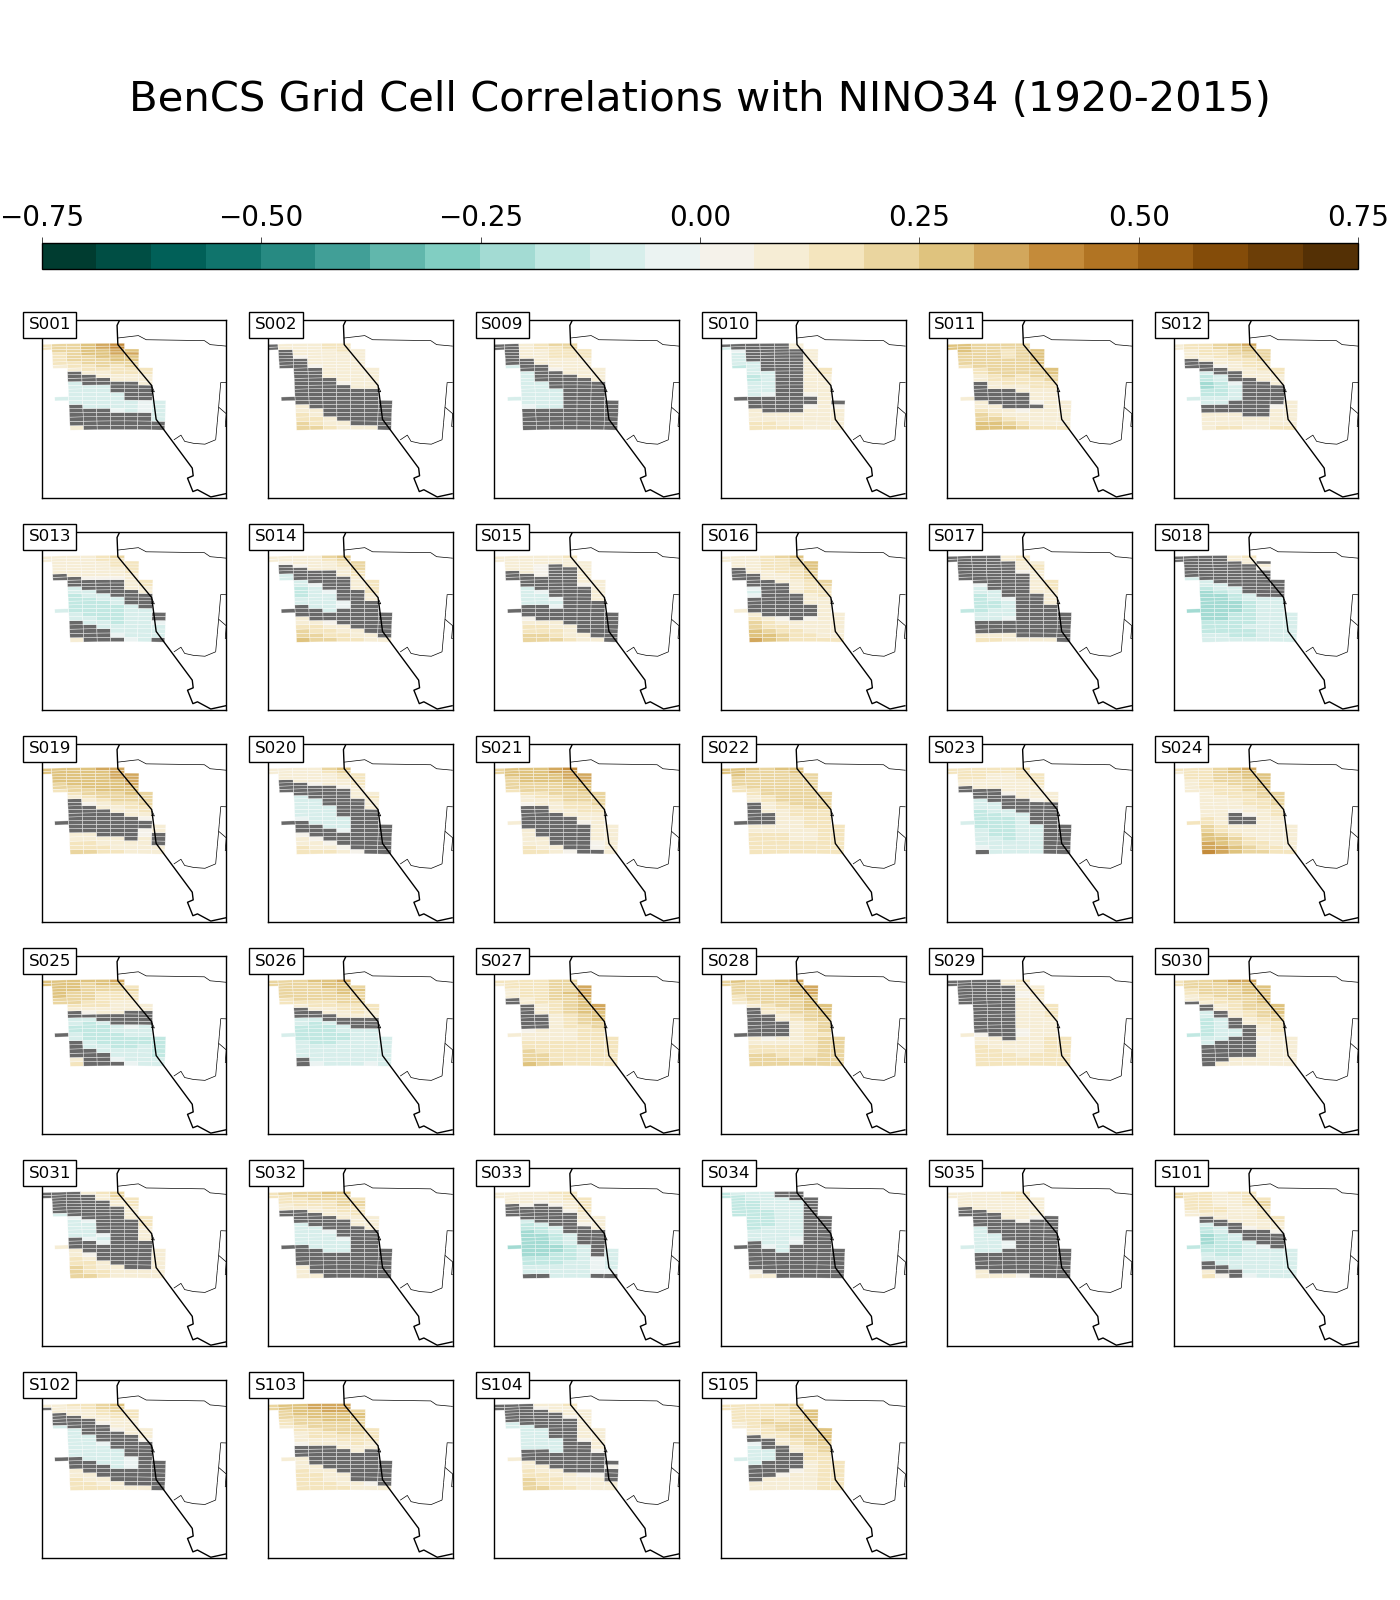 BenCS Grid Cell Correlations with NINO34 (1920-2015)
−0.75 −0.50 −0.25 0.00 0.25 0.50 0.75
S001 S002 S009 S010 S011 S012
S013 S014 S015 S016 S017 S018
S019 S020 S021 S022 S023 S024
S025 S026 S027 S028 S029 S030
S031 S032 S033 S034 S035 S101
S102 S103 S104 S105